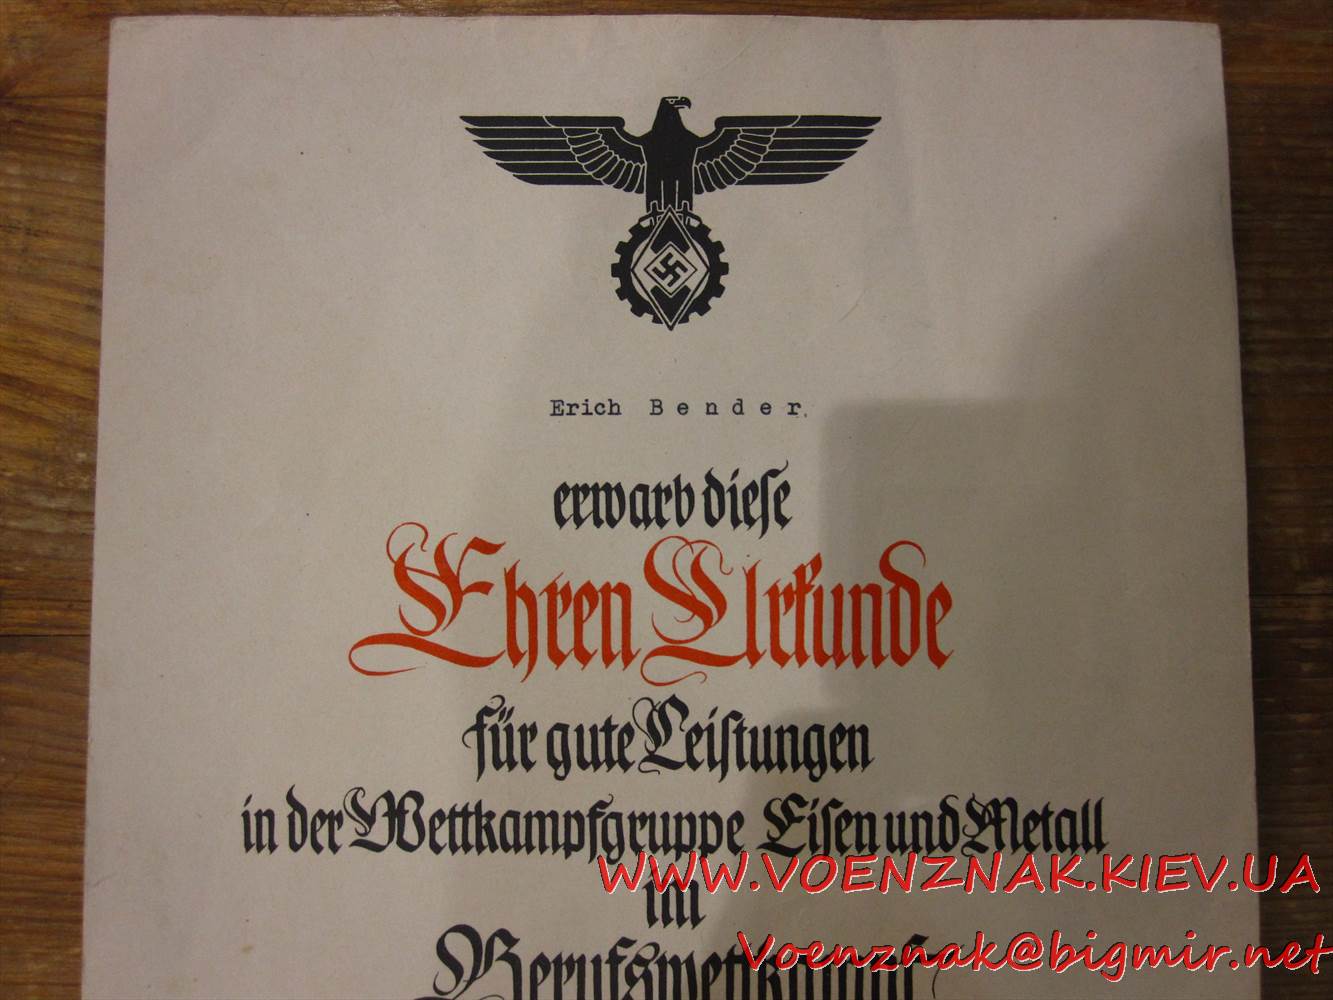 Erich Bender
erwarb diese
Ehren Urkunde
für gute Leistungen
in der Wettkampfgruppe Eisen und Metall
im
Berufswettkampf
WWW.VOENZNAK.KIEV.UA
Voenznak@bigmir.net